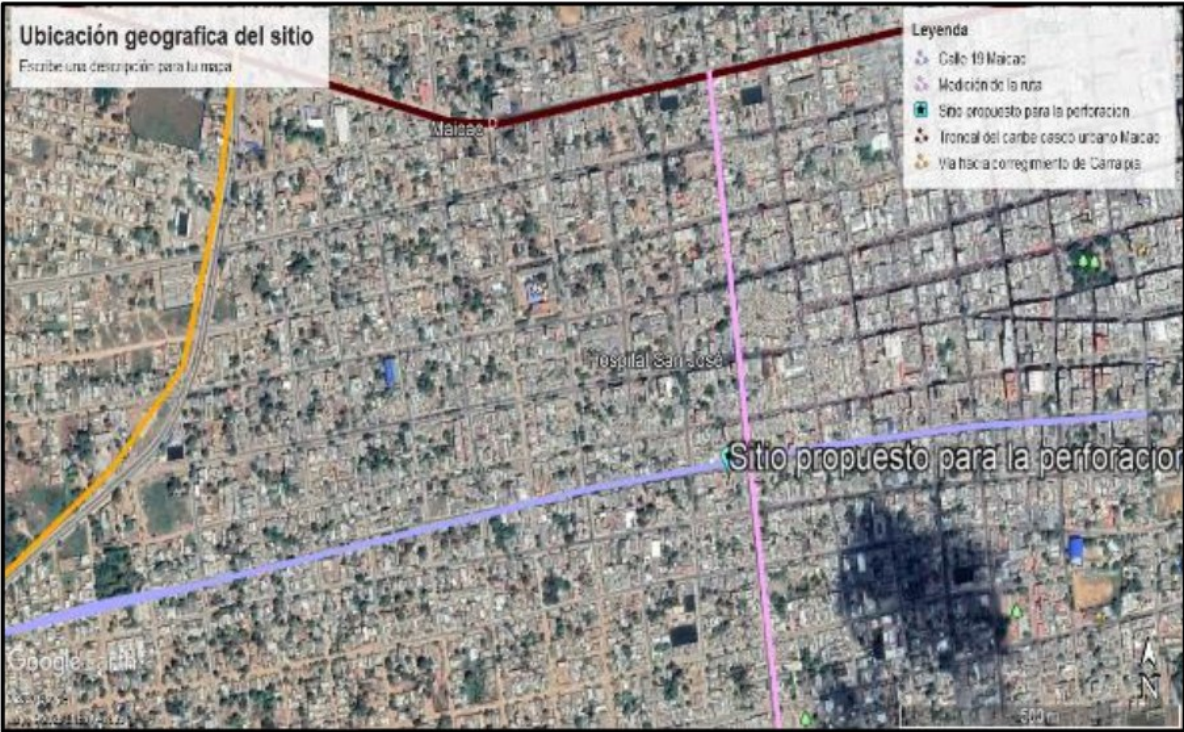 Ubicación geografica del sitio
Escribe una descripción para tu mapa
Leyenda
Calle 19 Maicao
Medición de la ruta
Sitio propuesto para la perforación
Troncal del caribe casco urbano Maicao
Via hacia corregimiento de Carraipia
Maicao
Hospital San José
Sitio propuesto para la perforacion
Google Earth
N
500 m